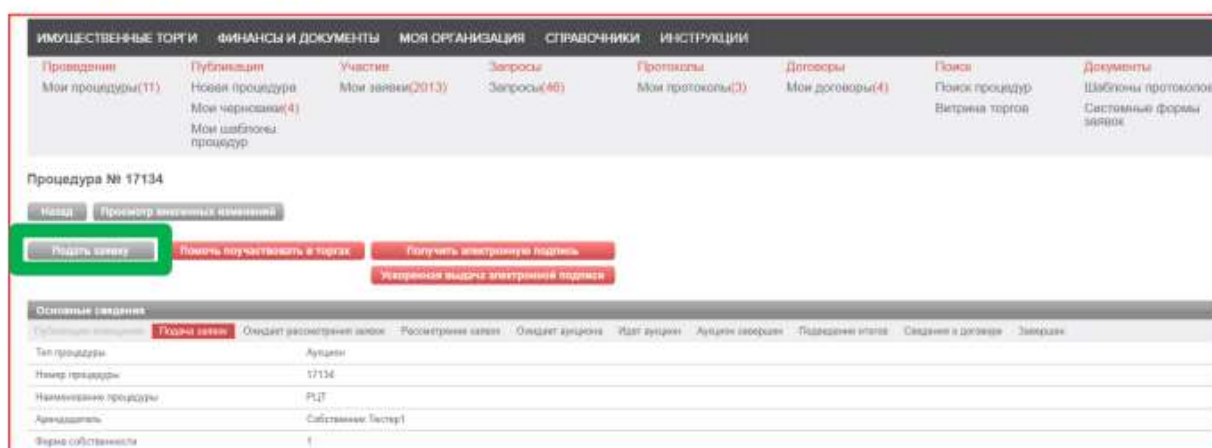 ИМУЩЕСТВЕННЫЕ ТОРГИ ФИНАНСЫ И ДОКУМЕНТЫ МОЯ ОРГАНИЗАЦИЯ СПРАВОЧНИКИ ИНСТРУКЦИИ
Проведение Публикация Участие Запросы Протоколы Договоры Поиск Документы
Мои процедуры(11) Новая процедура Мои заявки(2013) Запросы(46) Мои протоколы(3) Мои договоры(4) Поиск процедур Шаблоны протоколов
Мои черновики(4) Витрина торгов Системные формы заявок
Мои шаблоны процедур
Процедура № 17134
Назад Просмотр внесенных изменений
Подать заявку Помочь поучаствовать в торгах Получить электронную подпись
Ускоренная выдача электронной подписи
Основные сведения
Подача заявок Ожидает рассмотрения заявок Рассмотрение заявок Ожидает аукциона Идет аукцион Аукцион завершен Подведение итогов Сведения о договоре Завершен
Тип процедуры Аукцион
Номер процедуры 17134
Наименование процедуры РЦТ
Арендодатель Собственник Тестер1
Форма собственности 1